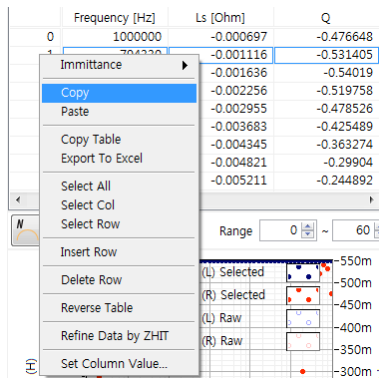 Frequency [Hz] Ls [Ohm] Q
0 1000000 -0.000697 -0.476648
1 794330 -0.001116 -0.531405
Immittance
-0.001636 -0.54019
Copy -0.002256 -0.519758
Paste -0.002955 -0.478526
-0.003683 -0.425489
Copy Table -0.004345 -0.363274
Export To Excel -0.004821 -0.29904
Select All -0.005211 -0.244892
Select Col
Select Row
N Range 0 ~ 60
Insert Row
-550m
(L) Selected
Delete Row
-500m
(R) Selected
Reverse Table
-450m
(L) Raw
-400m
Refine Data by ZHIT
(R) Raw
-350m
Set Column Value...
(H)
-300m